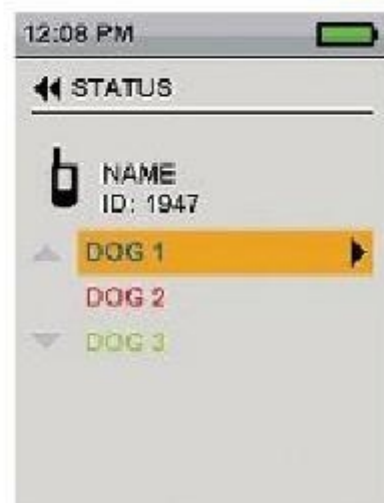 12:08 PM
STATUS
NAME
ID: 1947
DOG 1
DOG 2
DOG 3